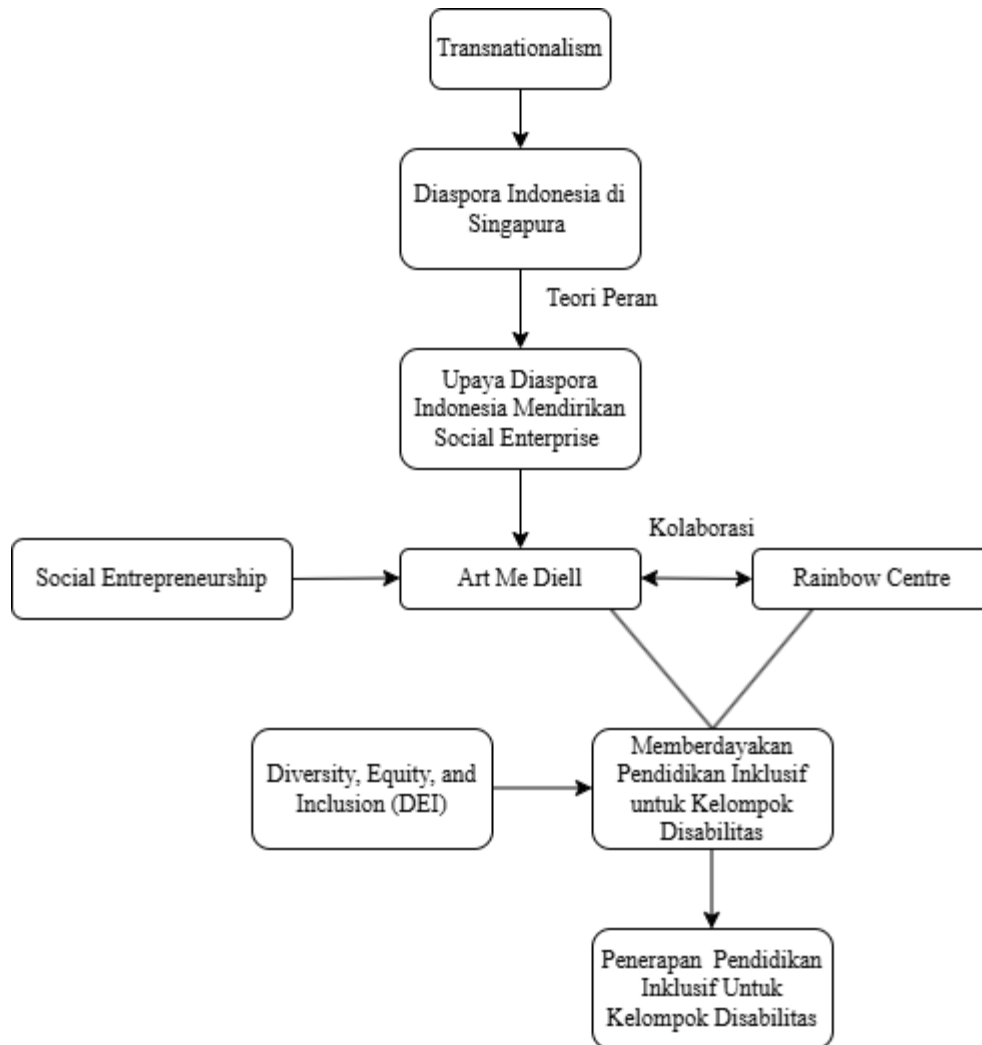 Transnationalism
Diaspora Indonesia di
Singapura
Teori Peran
Upaya Diaspora
Indonesia Mendirikan
Social Enterprise
Kolaborasi
Social Entrepreneurship
Art Me Diell
Rainbow Centre
Diversity, Equity, and
Inclusion (DEI)
Memberdayakan
Pendidikan Inklusif
untuk Kelompok
Disabilitas
Penerapan Pendidikan
Inklusif Untuk
Kelompok Disabilitas